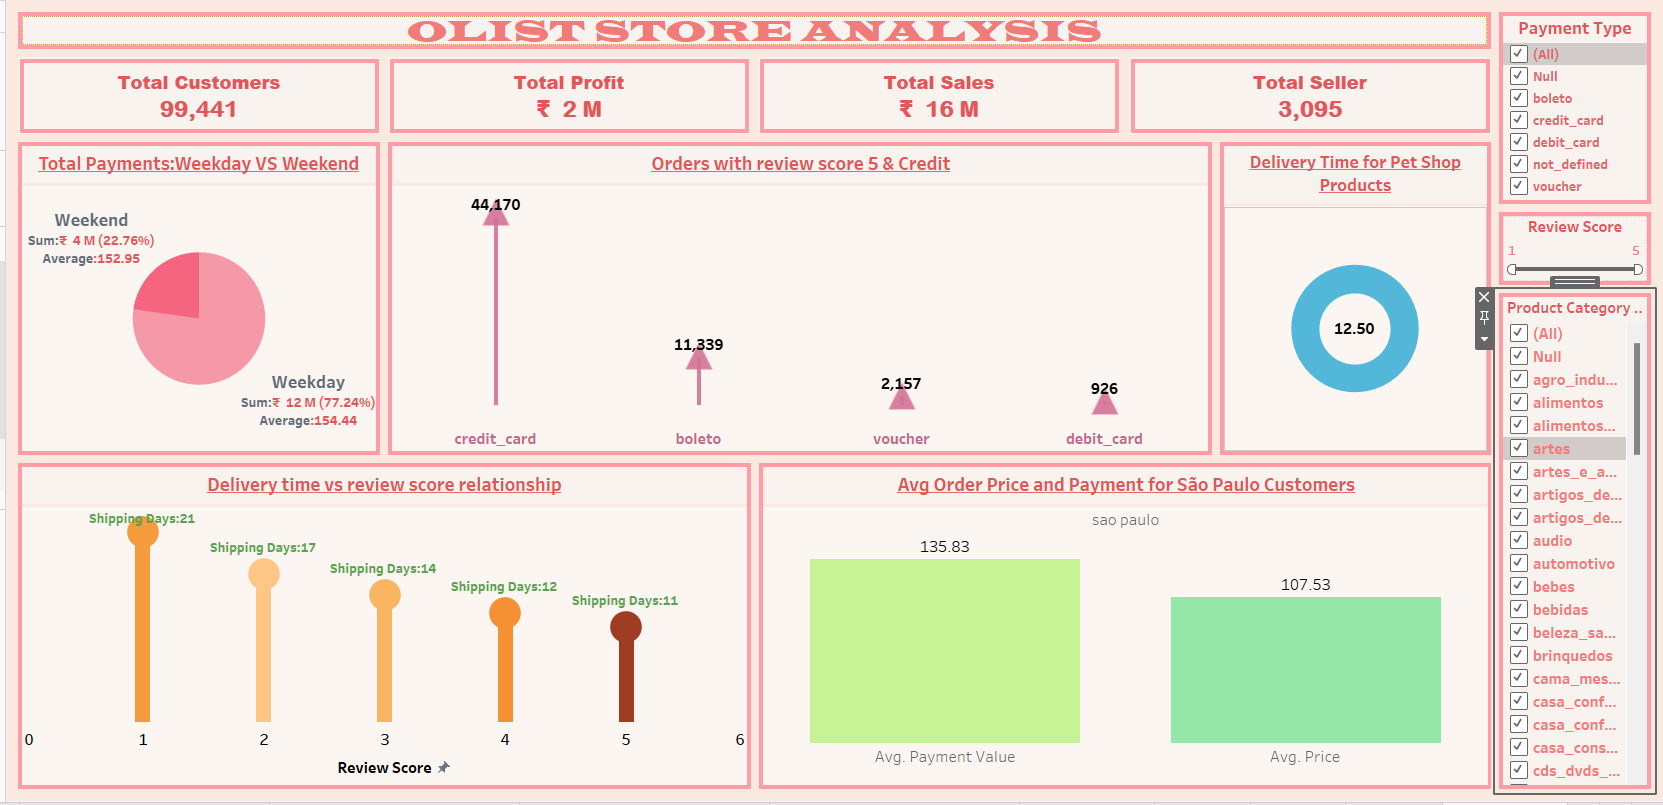 OLIST STORE ANALYSIS
Total Customers
99,441
Total Profit
₹ 2 M
Total Sales
₹ 16 M
Total Seller
3,095
Total Payments:Weekday VS Weekend
Weekend
Sum:₹ 4 M (22.76%)
Average:152.95
Weekday
Sum:₹ 12 M (77.24%)
Average:154.44
Orders with review score 5 & Credit
44,170
11,339
2,157
926
credit_card
boleto
voucher
debit_card
Delivery Time for Pet Shop
Products
12.50
Delivery time vs review score relationship
Shipping Days:21
Shipping Days:17
Shipping Days:14
Shipping Days:12
Shipping Days:11
0 1 2 3 4 5 6
Review Score
Avg Order Price and Payment for São Paulo Customers
sao paulo
135.83
107.53
Avg. Payment Value
Avg. Price
Payment Type
(All)
Null
boleto
credit_card
debit_card
not_defined
voucher
Review Score
1 5
Product Category ..
(All)
Null
agro_indu...
alimentos
alimentos...
artes
artes_e_a...
artigos_de...
artigos_de...
audio
automotivo
bebes
bebidas
beleza_sa...
brinquedos
cama_mes...
casa_conf...
casa_conf...
casa_cons...
cds_dvds_...